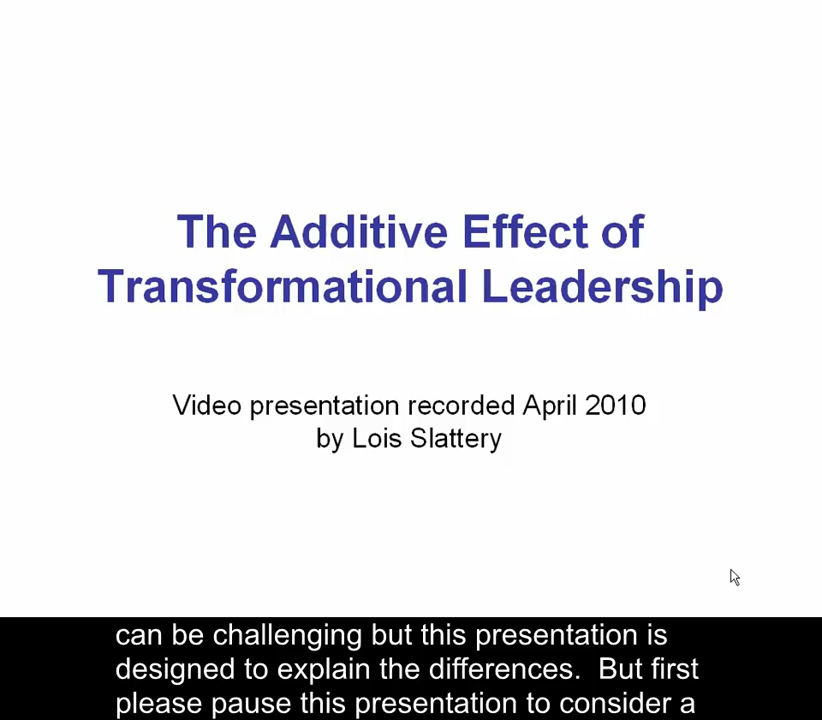 The Additive Effect of
Transformational Leadership
Video presentation recorded April 2010
by Lois Slattery
can be challenging but this presentation is
designed to explain the differences.  But first
please pause this presentation to consider a